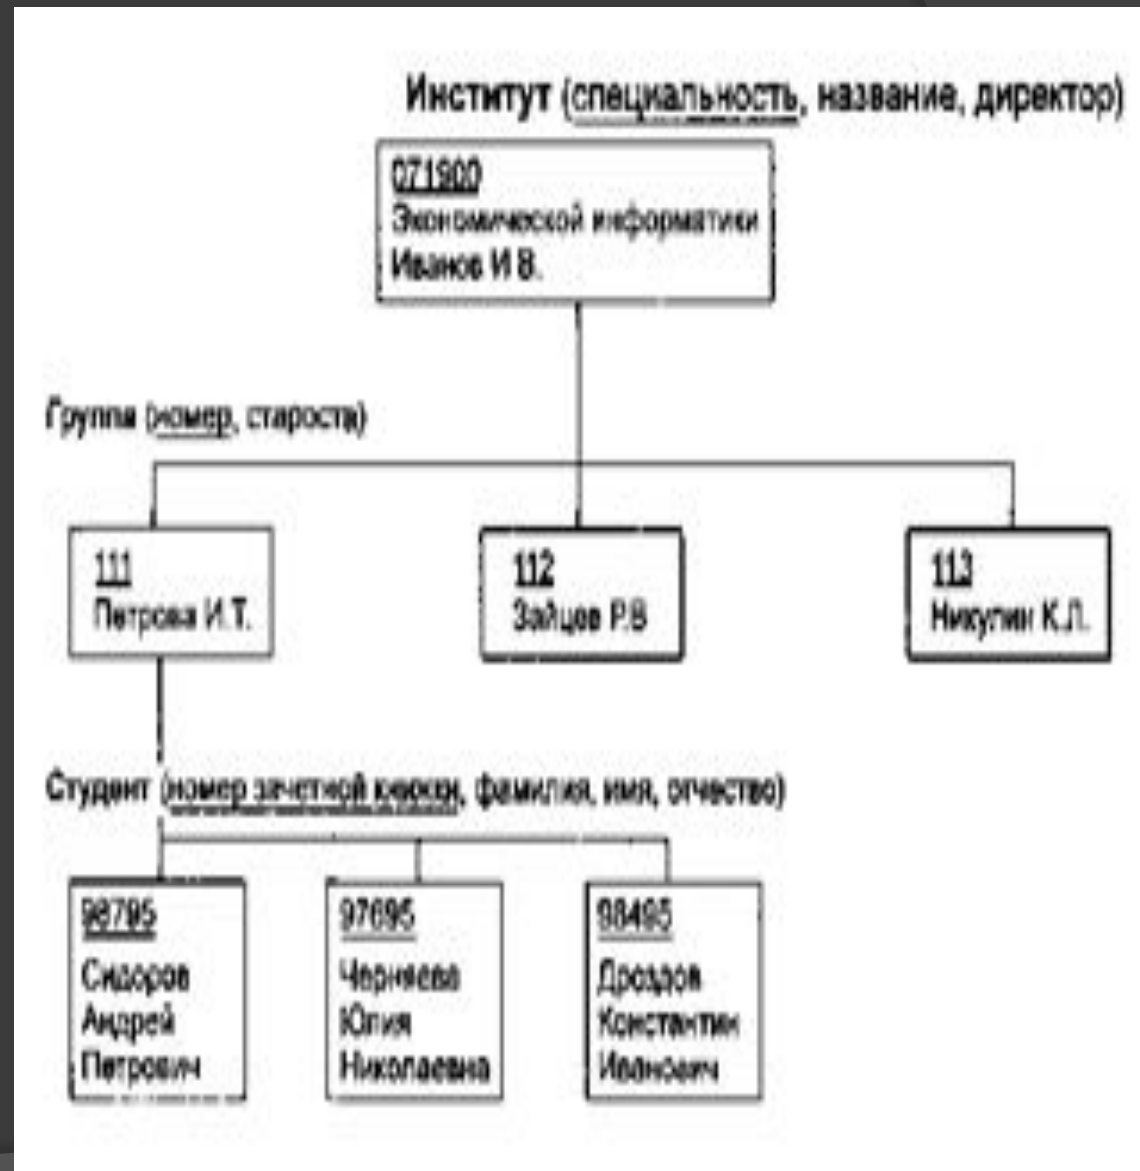 Институт (специальность, название, директор)
071900
Экономической информатики
Иванов И В.
Группа (номер, староста)
111
Петрова И.Т.
112
Зайцев Р.В
113
Никулин К.Л.
Студент (номер зачетной книжки, фамилия, имя, отчество)
98795
Сидоров
Андрей
Петрович
97695
Черняева
Юлия
Николаевна
98495
Дроздов
Константин
Иванович